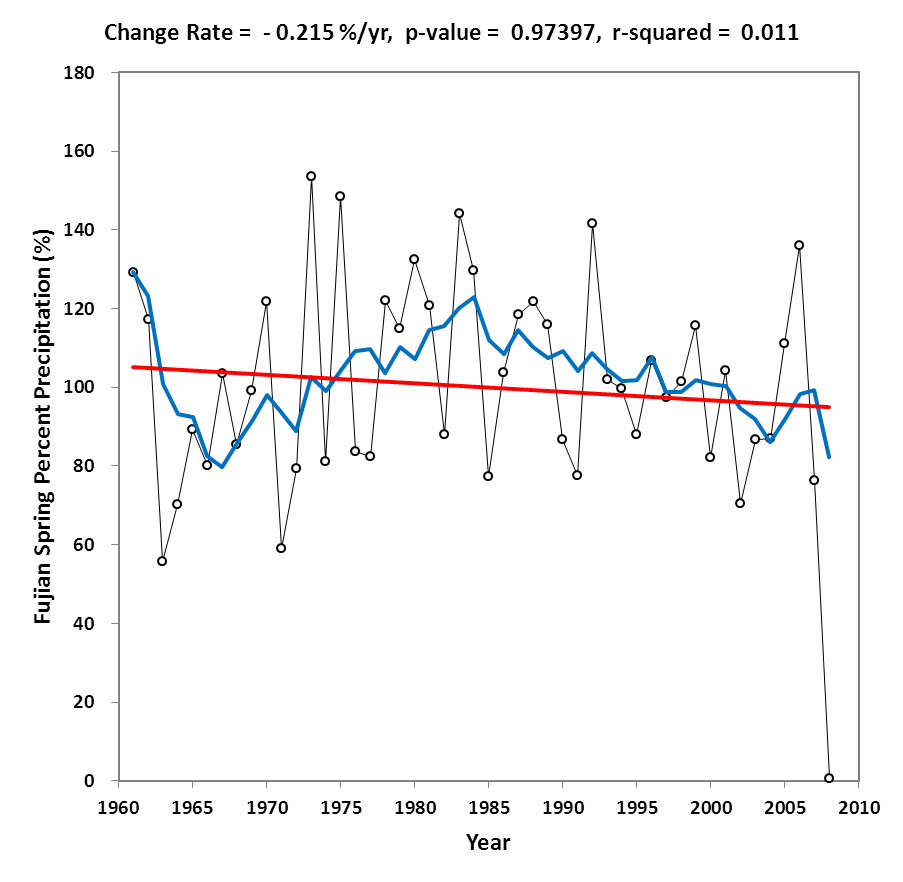 Change Rate = - 0.215 %/yr, p-value = 0.97397, r-squared = 0.011
Fujian Spring Percent Precipitation (%)
180
160
140
120
100
80
60
40
20
0
1960 1965 1970 1975 1980 1985 1990 1995 2000 2005 2010
Year